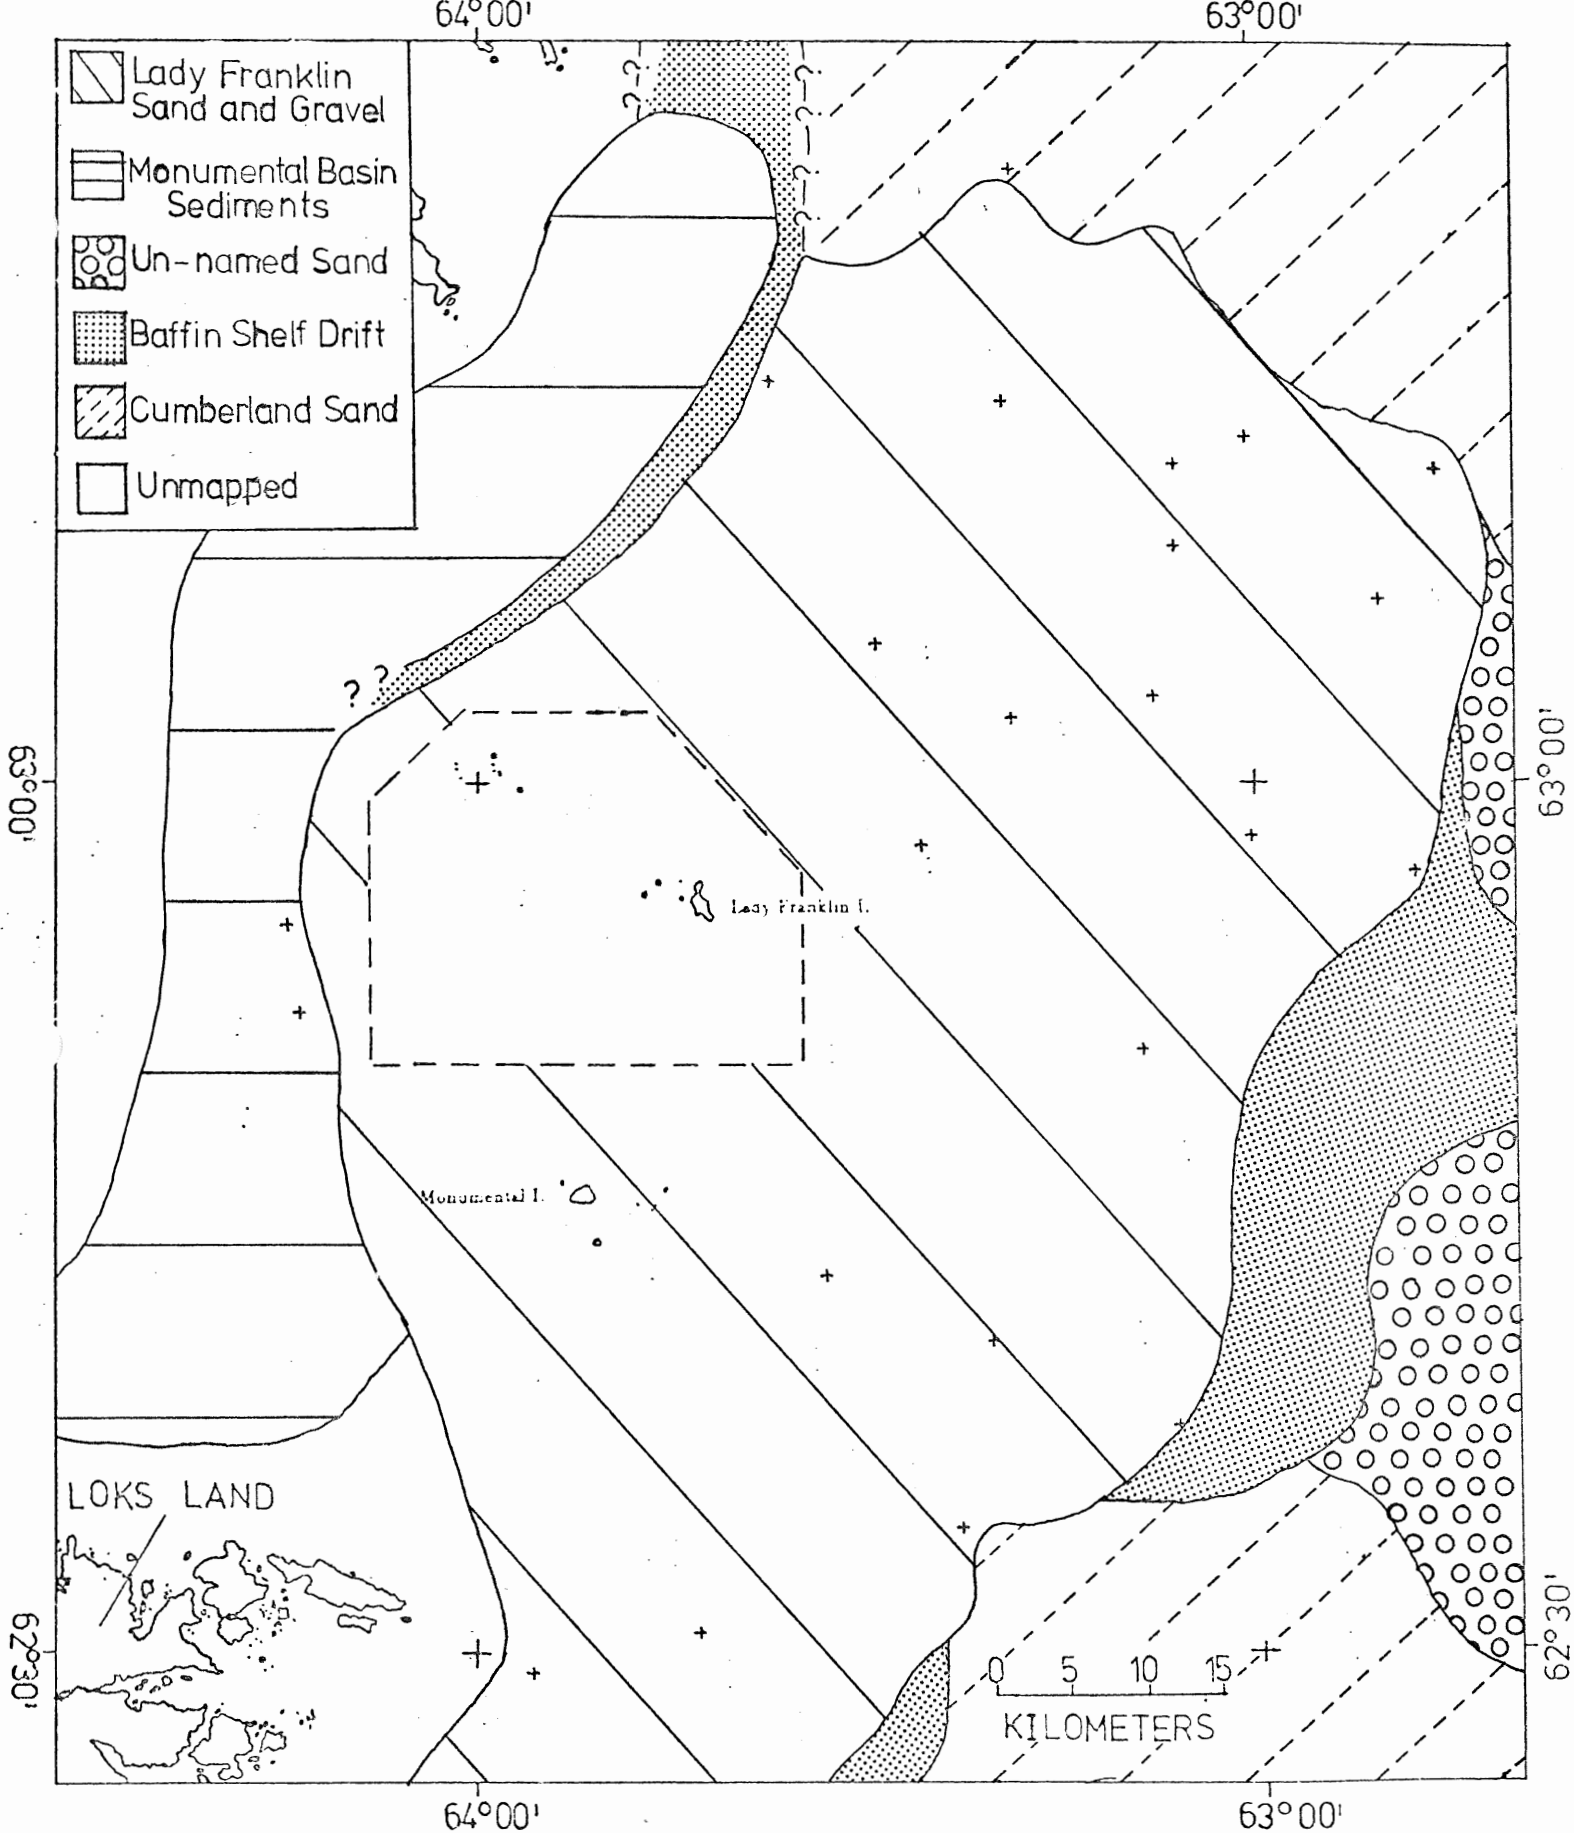 64°00'
63°00'
Lady Franklin
Sand and Gravel
Monumental Basin
Sediments
Un-named Sand
Baffin Shelf Drift
Cumberland Sand
Unmapped
-?-
?
-?-
?
?
?
? ?
63°00'
63°00'
Lady Franklin I.
Monumental I.
LOKS LAND
62°30'
62°30'
0 5 10 15
KILOMETERS
64°00'
63°00'